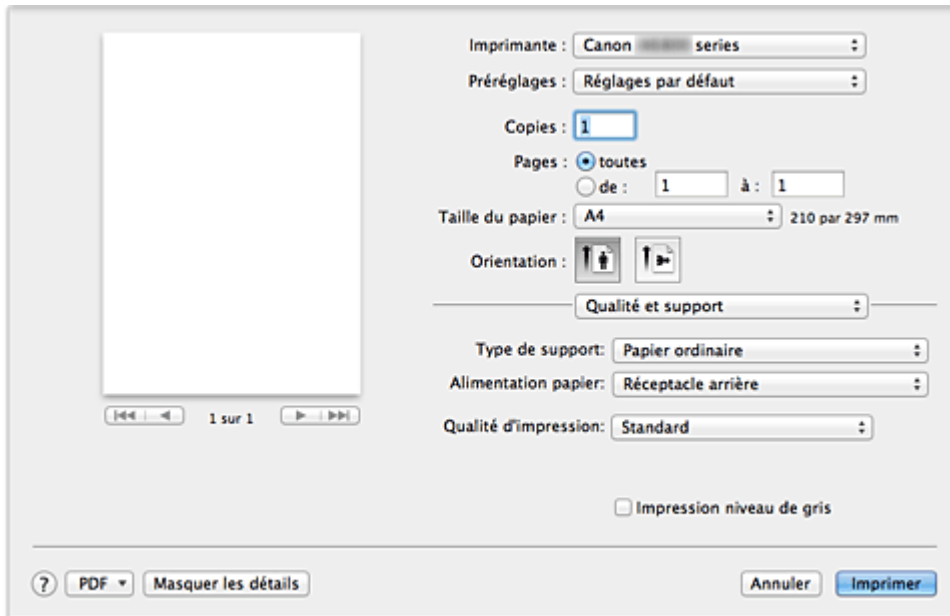 Imprimante : Canon series
Préréglages : Réglages par défaut
Copies : 1
Pages : toutes
de : 1 à : 1
Taille du papier : A4 210 par 297 mm
Orientation :
Qualité et support
Type de support: Papier ordinaire
Alimentation papier: Réceptacle arrière
1 sur 1
Qualité d'impression: Standard
Impression niveau de gris
? PDF Masquer les détails Annuler Imprimer